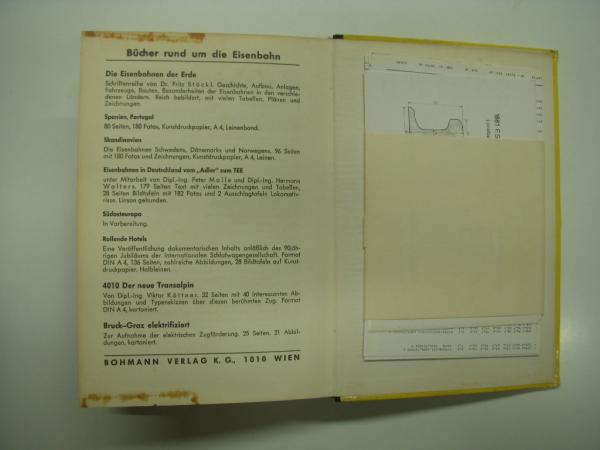 Bücher rund um die Eisenbahn
Die Eisenbahnen der Erde
Schriftenreihe von Dr. Fritz Stöckl. Geschichte, Aufbau, Anlagen,
Fahrzeuge, Bauten, Besonderheiten der Eisenbahnen in den verschie-
denen Ländern. Reich bebildert, mit vielen Tabellen, Plänen und
Zeichnungen.
Spanien, Portugal
80 Seiten, 180 Fotos, Kunstdruckpapier, A 4, Leinenband.
Skandinavien
Die Eisenbahnen Schwedens, Dänemarks und Norwegens. 96 Seiten
mit 180 Fotos und Zeichnungen, Kunstdruckpapier, A 4, Leinen.
Eisenbahnen in Deutschland vom „Adler" zum TEE
unter Mitarbeit von Dipl.-Ing. Peter Molle und Dipl.-Ing. Hermann
Wolters. 179 Seiten Text mit vielen Zeichnungen und Tabellen,
28 Seiten Bildtafeln mit 182 Fotos und 2 Ausschlagtafeln Lokomotiv-
risse. Linson gebunden.
Südosteuropa
In Vorbereitung.
Rollende Hotels
Eine Veröffentlichung dokumentarischen Inhalts anläßlich des 90jäh-
rigen Jubiläums der Internationalen Schlafwagengesellschaft. Format
DIN A 4, 136 Seiten, zahlreiche Abbildungen, 28 Bildtafeln auf Kunst-
druckpapier. Halbleinen.
4010 Der neue Transalpin
Von Dipl.-Ing. Viktor Köttner. 32 Seiten mit 40 interessanten Ab-
bildungen und Typenskizzen über diesen berühmten Zug. Format
DIN A 4, kartoniert.
Bruck–Graz elektrifiziert
Zur Aufnahme der elektrischen Zugförderung. 25 Seiten, 21 Abbil-
dungen, kartoniert.
BOHMANN VERLAG K. G., 1010 WIEN